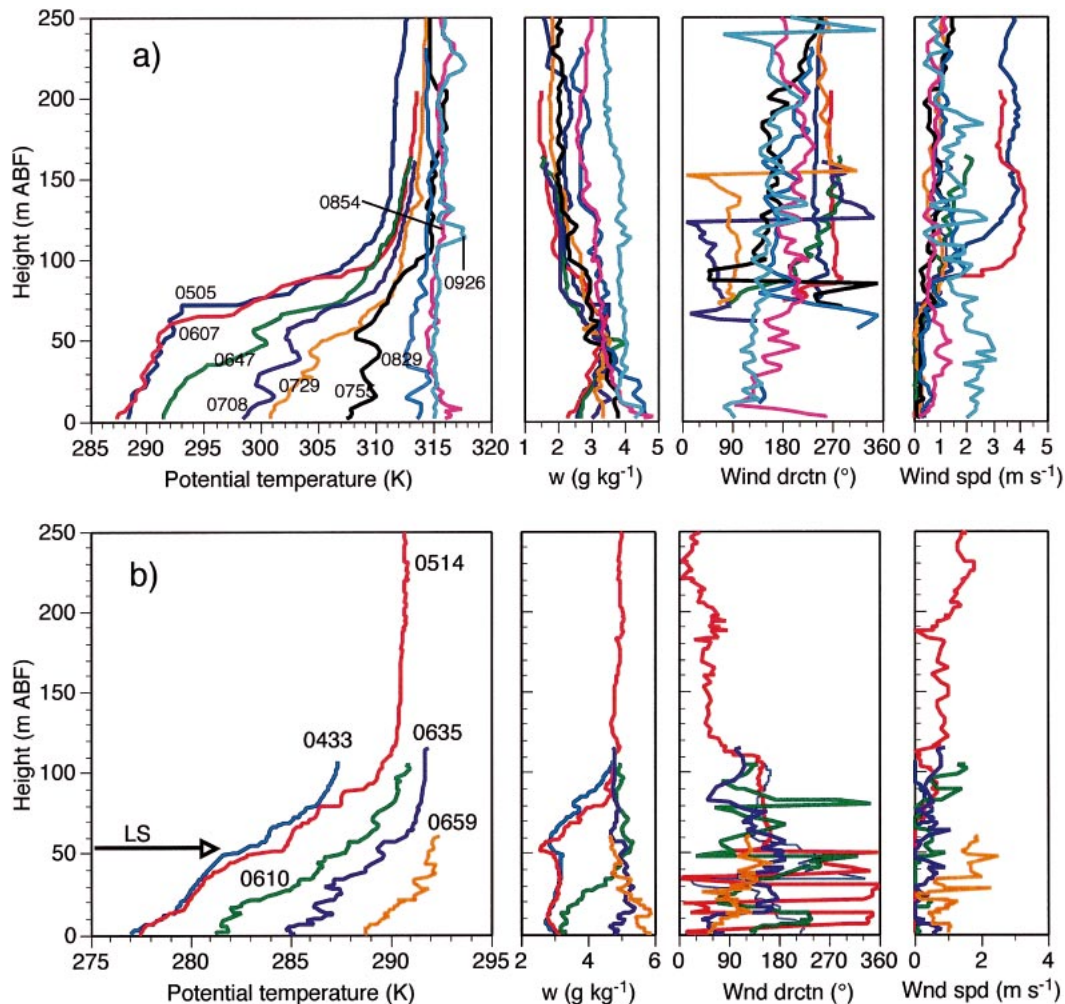 a)
250
200
150
100
50
0
Height (m ABF)
0505
0607
0647
0708
0729
0755
0829
0854
0926
285 290 295 300 305 310 315 320
Potential temperature (K)
1 2 3 4 5
w (g kg⁻¹)
0 90 180 270 360
Wind drctn (°)
0 1 2 3 4 5
Wind spd (m s⁻¹)
b)
250
200
150
100
50
0
Height (m ABF)
0514
0433
0635
0659
LS
0610
275 280 285 290 295
Potential temperature (K)
2 4 6
w (g kg⁻¹)
0 90 180 270 360
Wnd drctn (°)
0 2 4
Wnd spd (m s⁻¹)